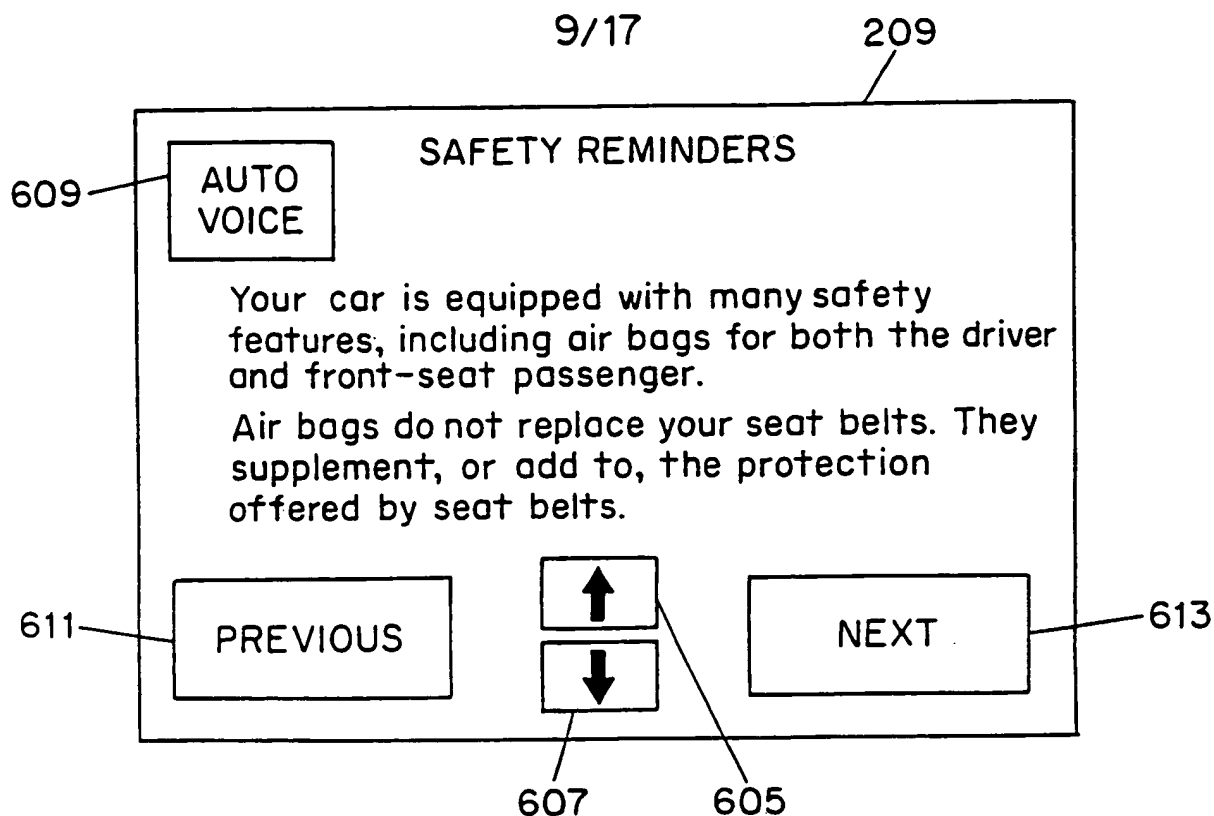 9/17
209
SAFETY REMINDERS
609
AUTO
VOICE
Your car is equipped with many safety
features, including air bags for both the driver
and front-seat passenger.
Air bags do not replace your seat belts. They
supplement, or add to, the protection
offered by seat belts.
611
PREVIOUS
NEXT
613
607
605